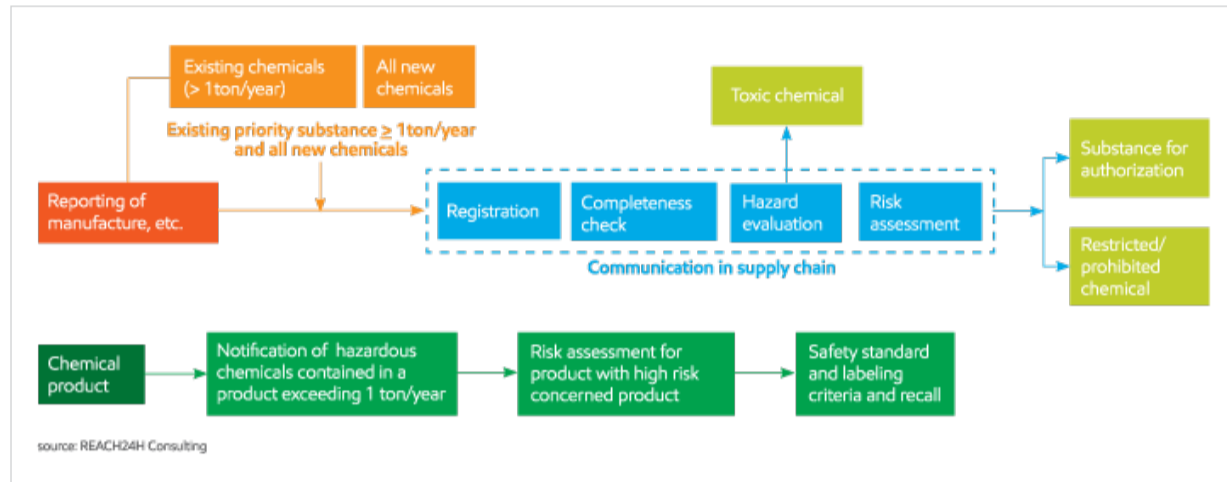 Existing chemicals
(> 1ton/year)
All new
chemicals
Existing priority substance ≥ 1ton/year
and all new chemicals
Toxic chemical
Substance for
authorization
Reporting of
manufacture, etc.
Registration
Completeness
check
Hazard
evaluation
Risk
assessment
Communication in supply chain
Restricted/
prohibited
chemical
Chemical
product
Notification of hazardous
chemicals contained in a
product exceeding 1 ton/year
Risk assessment for
product with high risk
concerned product
Safety standard
and labeling
criteria and recall
source: REACH24H Consulting